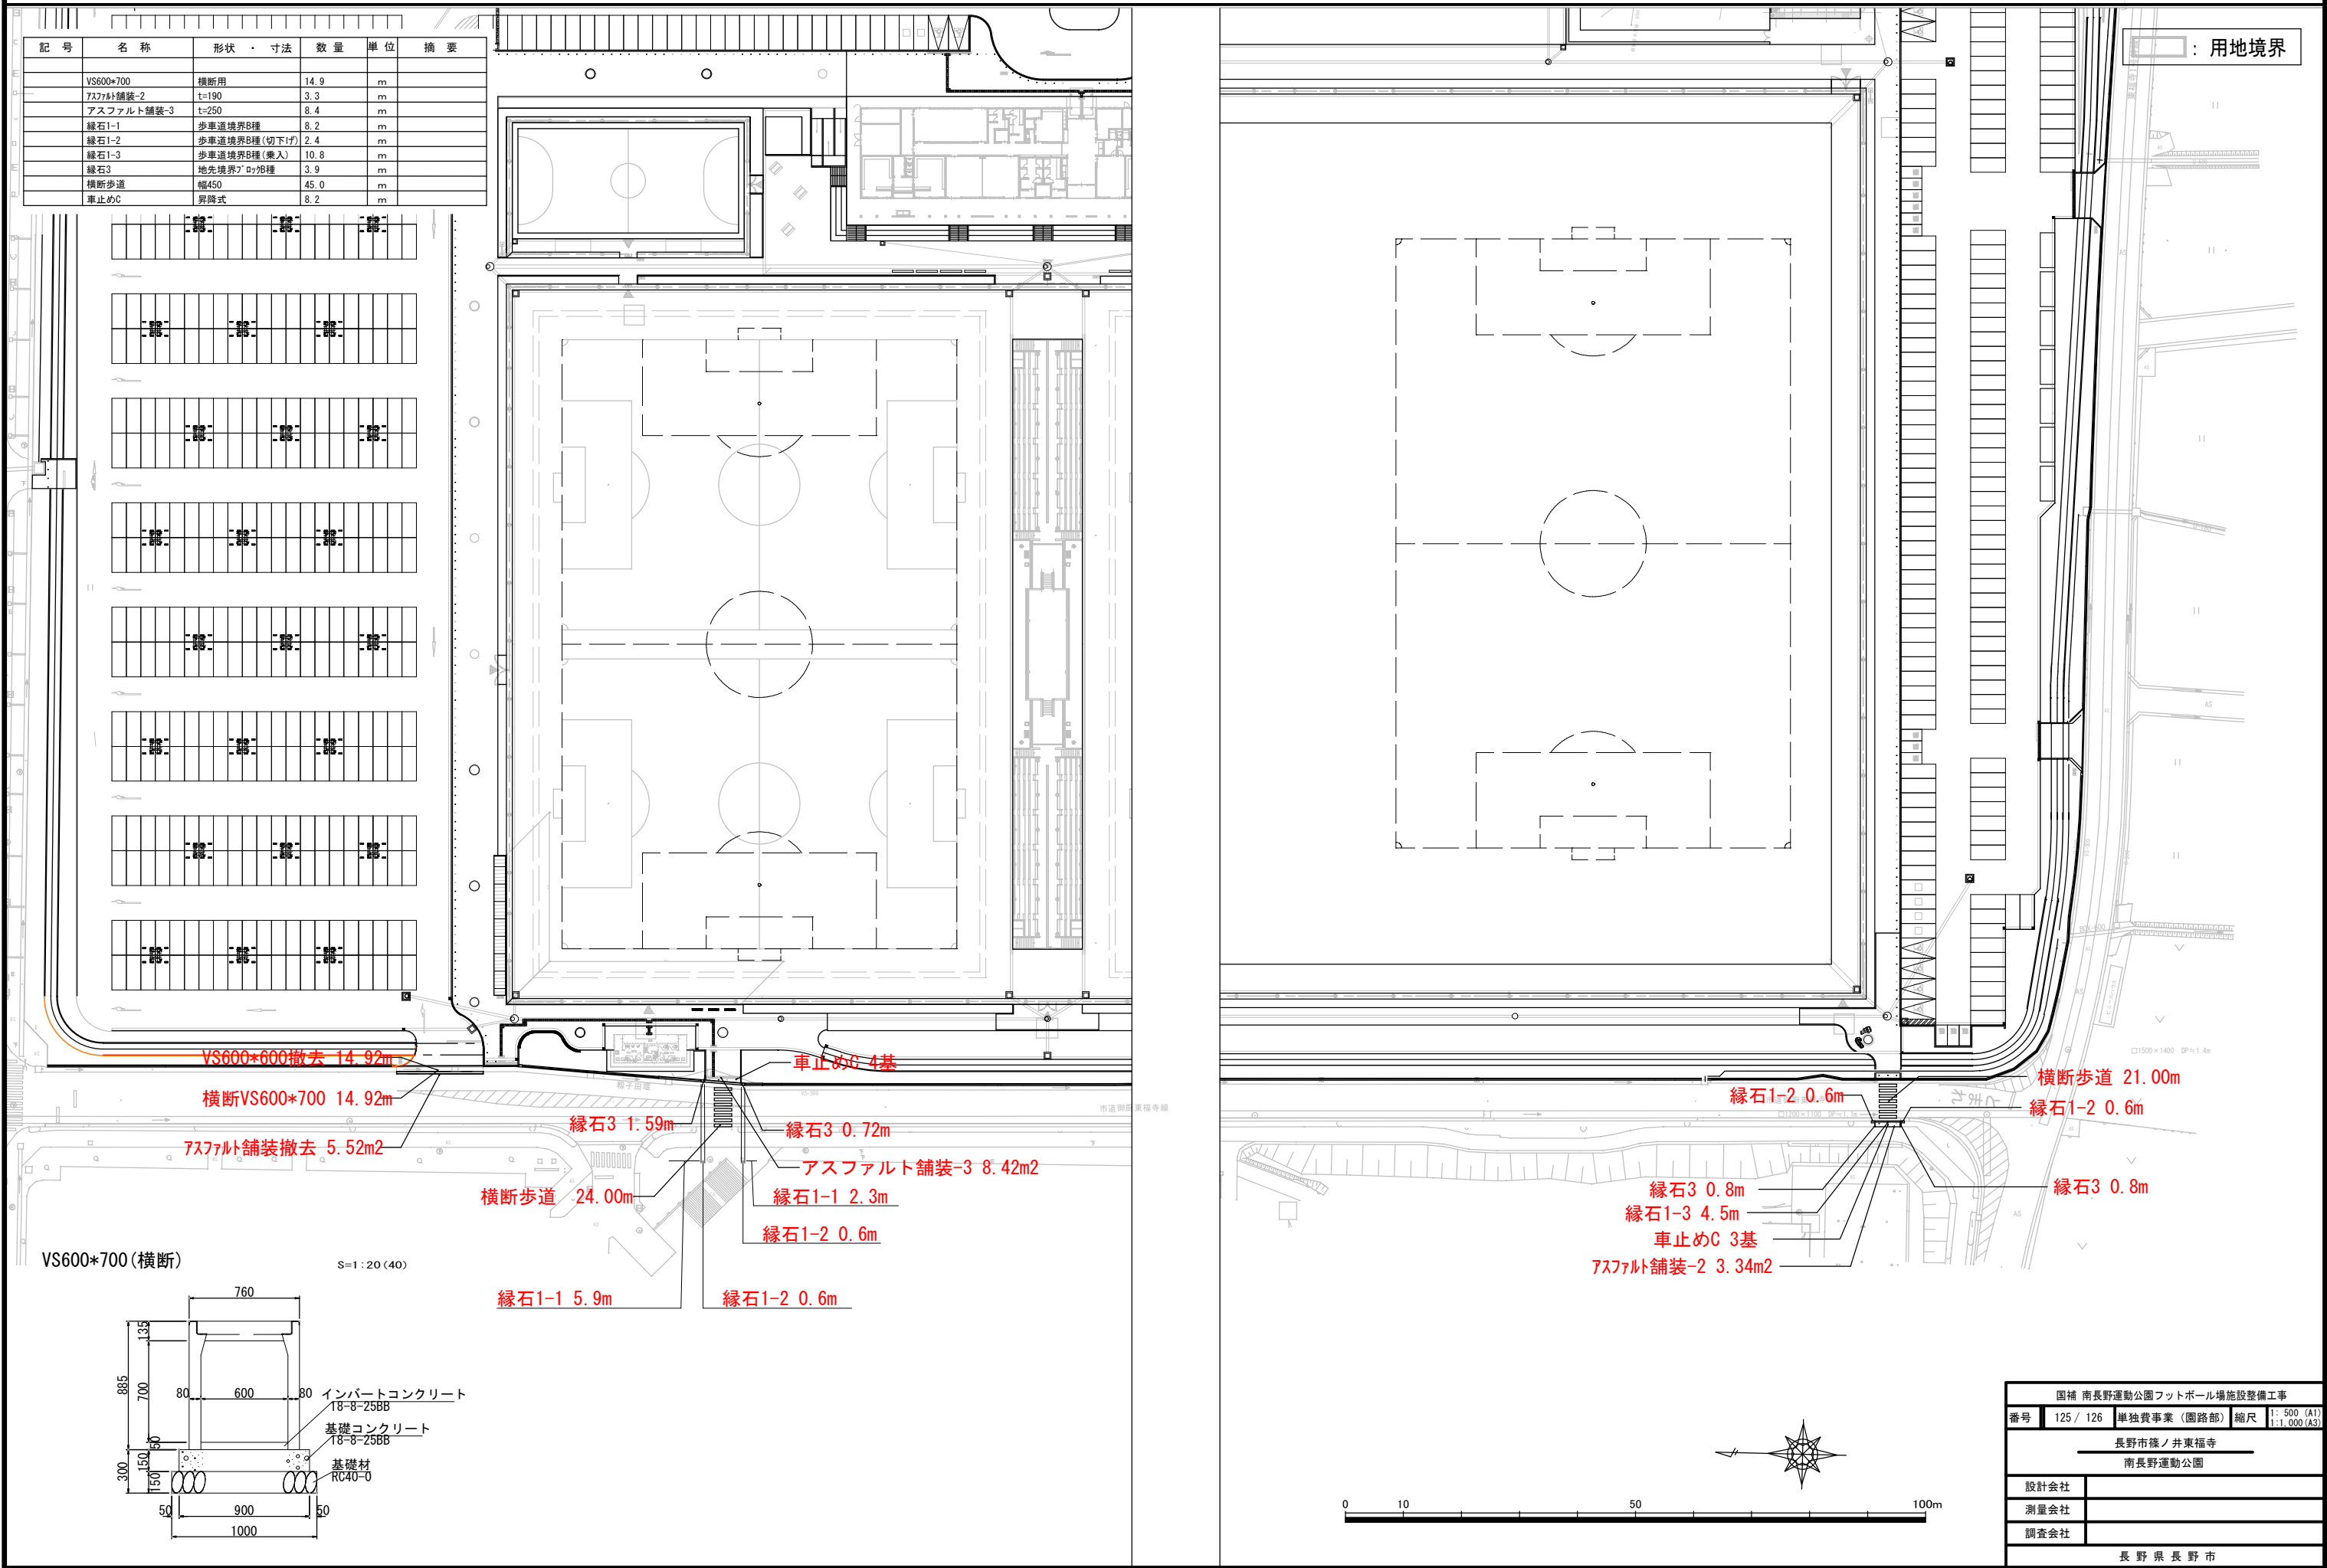 記 号 名 称 形状 ・ 寸法 数 量 単 位 摘 要
VS600*700 横断用 14.9 m
ｱｽﾌｧﾙﾄ舗装-2 t=190 3.3 m
アスファルト舗装-3 t=250 8.4 m
縁石1-1 歩車道境界B種 8.2 m
縁石1-2 歩車道境界B種(切下げ) 2.4 m
縁石1-3 歩車道境界B種(乗入) 10.8 m
縁石3 地先境界ﾌﾞﾛｯｸB種 3.9 m
横断歩道 幅450 45.0 m
車止めC 昇降式 8.2 m
：用地境界
VS600*600撤去 14.92m
横断VS600*700 14.92m
ｱｽﾌｧﾙﾄ舗装撤去 5.52m2
車止めC 4基
縁石3 1.59m
縁石3 0.72m
アスファルト舗装-3 8.42m2
横断歩道 24.00m
縁石1-1 2.3m
縁石1-2 0.6m
縁石1-1 5.9m
縁石1-2 0.6m
横断歩道 21.00m
縁石1-2 0.6m
縁石1-2 0.6m
縁石3 0.8m
縁石3 0.8m
縁石1-3 4.5m
車止めC 3基
ｱｽﾌｧﾙﾄ舗装-2 3.34m2
□1500×1400 DP≒1.4m
止まれ
VS600*700(横断)
S=1:20(40)
760
135
885
700
80 600 80
インバートコンクリート
18-8-25BB
基礎コンクリート
18-8-25BB
50
300
150
150
基礎材
RC40-0
50 900 50
1000
0 10 50 100m
国補 南長野運動公園フットボール場施設整備工事
番号 125 / 126 単独費事業（園路部） 縮尺 1: 500 (A1)
1:1,000(A3)
長野市篠ノ井東福寺
南長野運動公園
設計会社
測量会社
調査会社
長 野 県 長 野 市